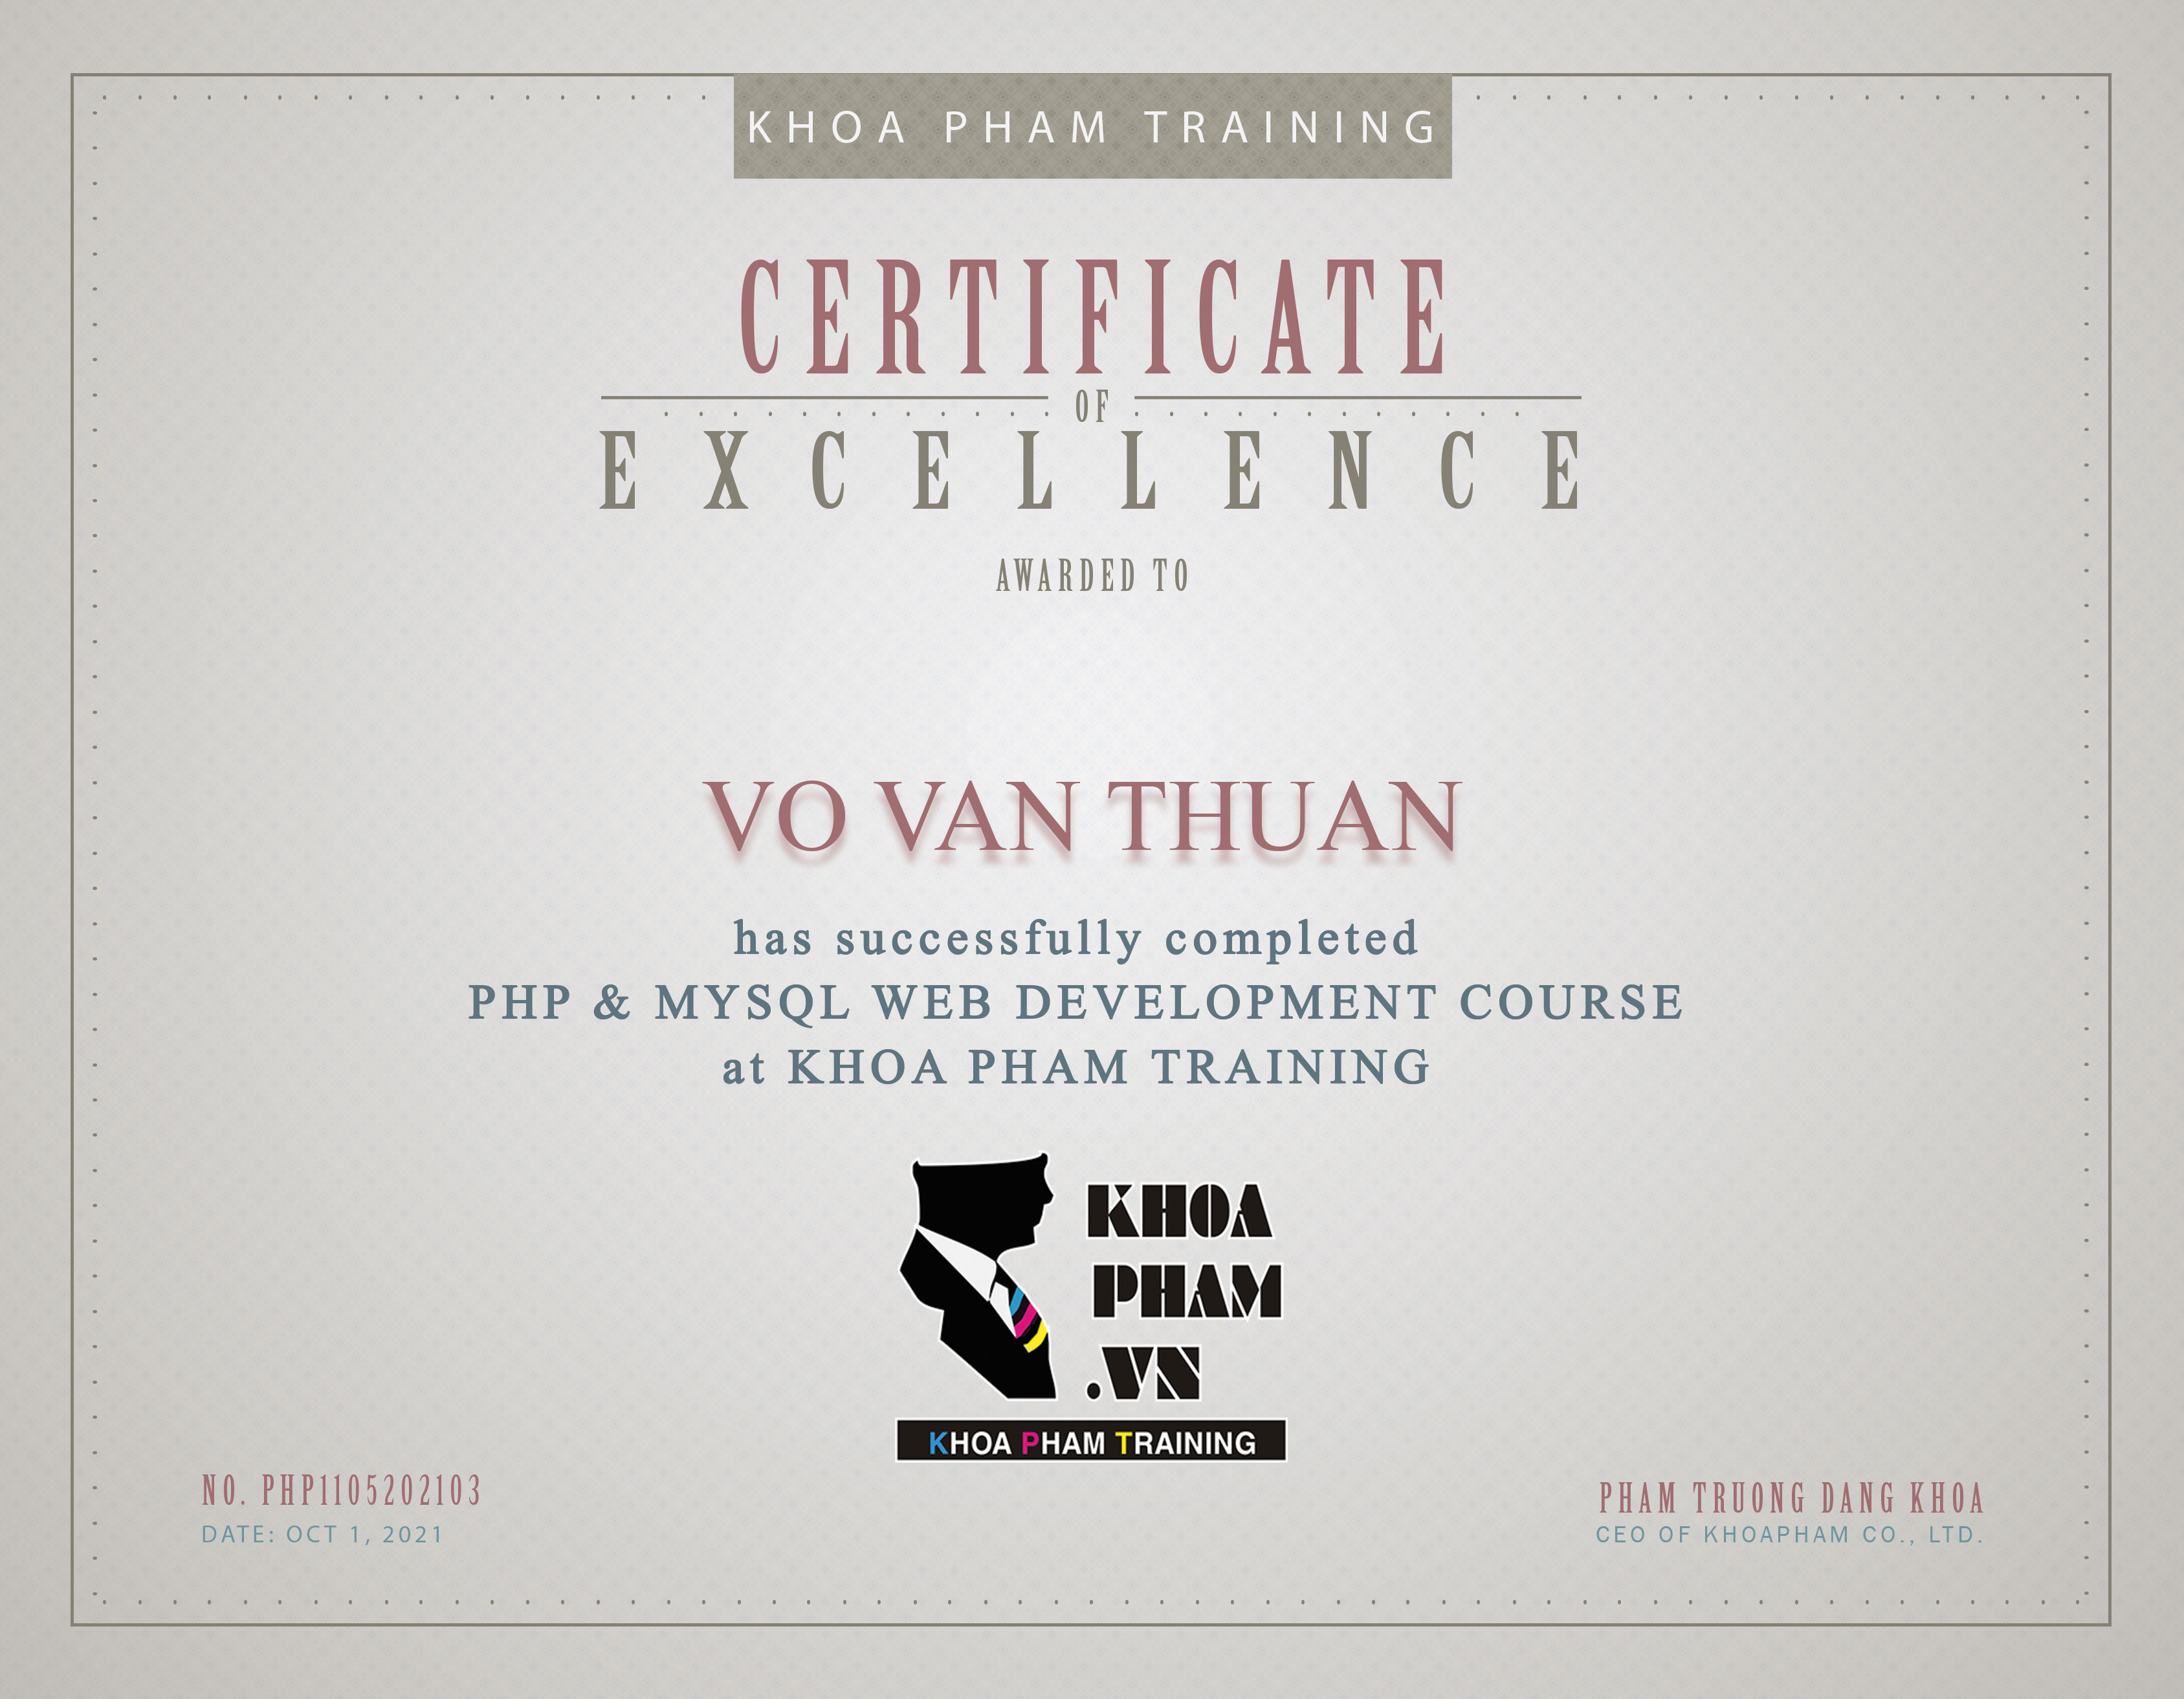 KHOA PHAM TRAINING
CERTIFICATE
OF
EXCELLENCE
AWARDED TO
VO VAN THUAN
has successfully completed
PHP & MYSQL WEB DEVELOPMENT COURSE
at KHOA PHAM TRAINING
KHOA
PHAM
.VN
KHOA PHAM TRAINING
NO. PHP1105202103
DATE: OCT 1, 2021
PHAM TRUONG DANG KHOA
CEO OF KHOAPHAM CO., LTD.